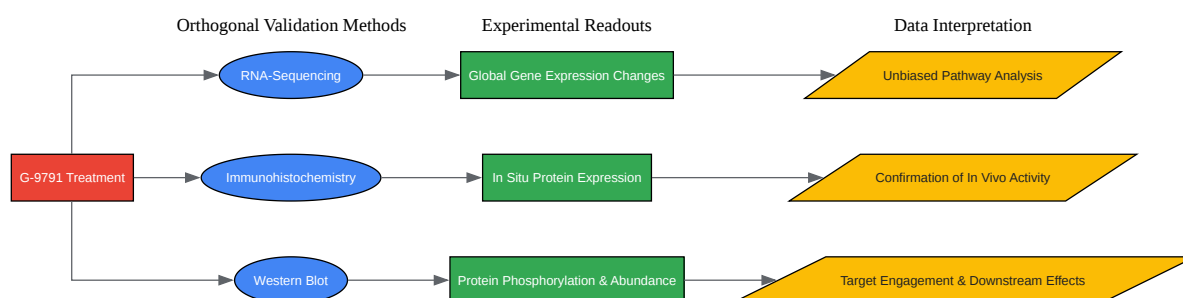 Orthogonal Validation Methods
Experimental Readouts
Data Interpretation
RNA-Sequencing
Global Gene Expression Changes
Unbiased Pathway Analysis
G-9791 Treatment
Immunohistochemistry
In Situ Protein Expression
Confirmation of In Vivo Activity
Western Blot
Protein Phosphorylation & Abundance
Target Engagement & Downstream Effects